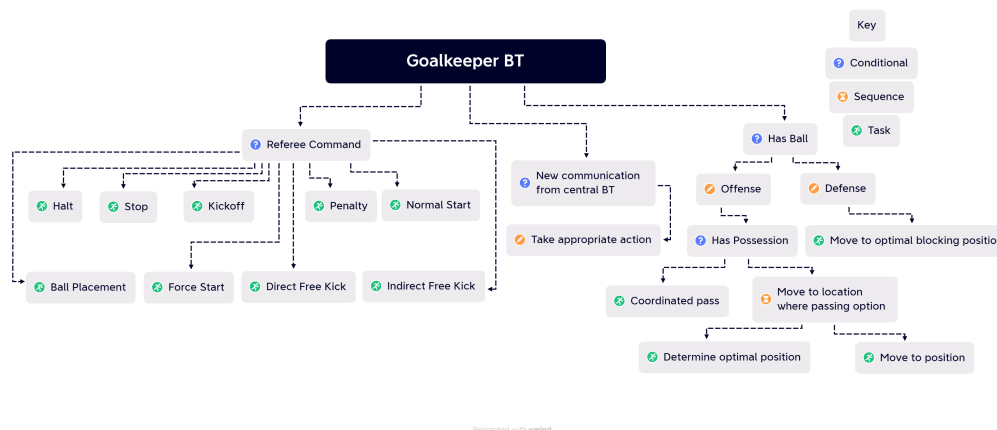 Key
Goalkeeper BT
Conditional
Sequence
Task
Has Ball
Referee Command
New communication
from central BT
Offense
Defense
Halt
Stop
Kickoff
Penalty
Normal Start
Take appropriate action
Has Possession
Move to optimal blocking positio
Ball Placement
Force Start
Direct Free Kick
Indirect Free Kick
Coordinated pass
Move to location
where passing option
Determine optimal position
Move to position
Presented with xmind